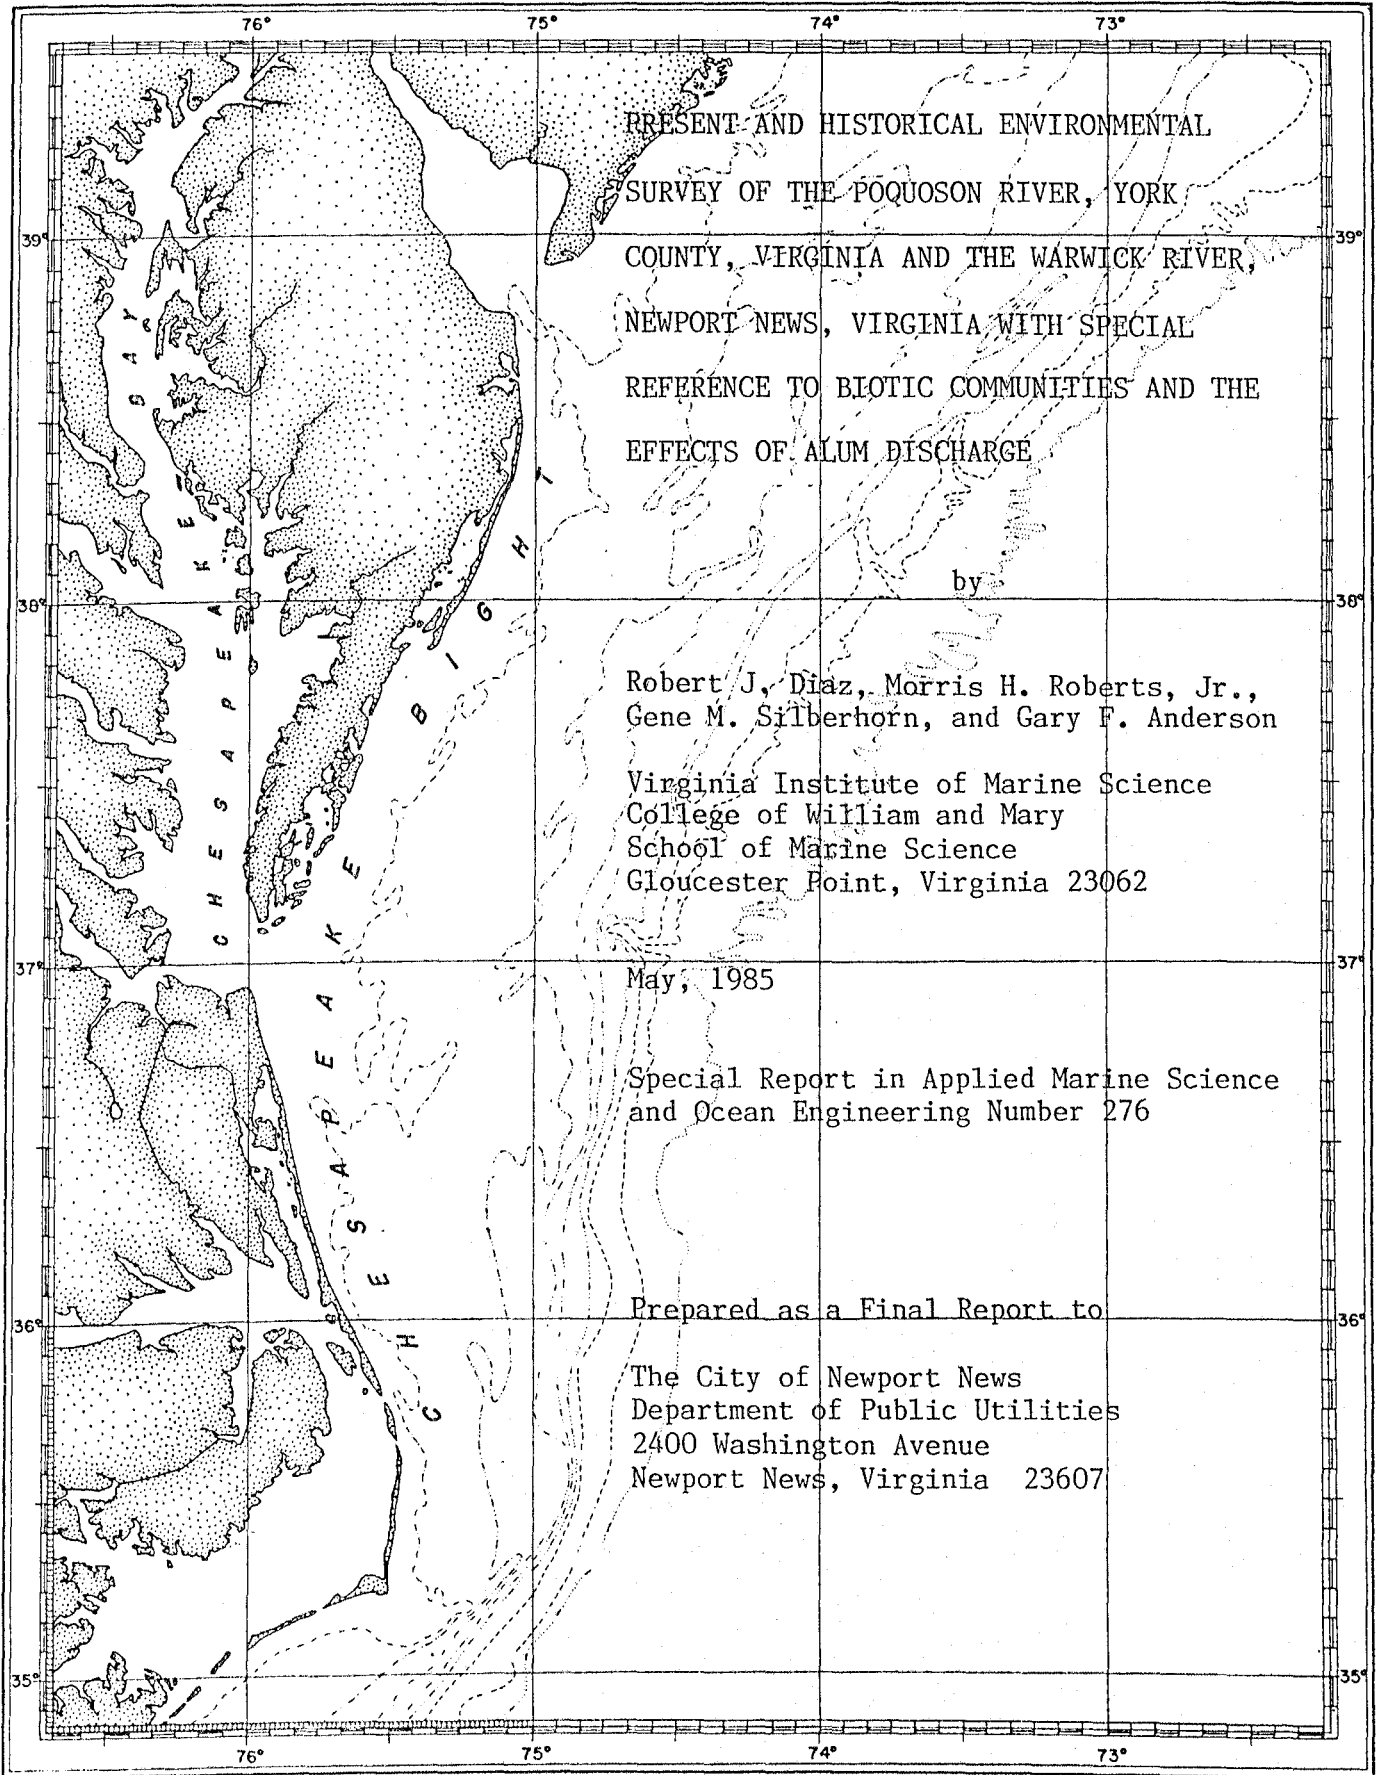 76° 75° 74° 73°
PRESENT AND HISTORICAL ENVIRONMENTAL
SURVEY OF THE POQUOSON RIVER, YORK
COUNTY, VIRGINIA AND THE WARWICK RIVER,
NEWPORT NEWS, VIRGINIA WITH SPECIAL
REFERENCE TO BIOTIC COMMUNITIES AND THE
EFFECTS OF ALUM DISCHARGE
by
Robert J. Diaz, Morris H. Roberts, Jr.,
Gene M. Silberhorn, and Gary F. Anderson
Virginia Institute of Marine Science
College of William and Mary
School of Marine Science
Gloucester Point, Virginia 23062
May, 1985
Special Report in Applied Marine Science
and Ocean Engineering Number 276
Prepared as a Final Report to
The City of Newport News
Department of Public Utilities
2400 Washington Avenue
Newport News, Virginia 23607
CHESAPEAKE BAY
CHESAPEAKE BIGHT
39° 39°
38° 38°
37° 37°
36° 36°
35° 35°
76° 75° 74° 73°